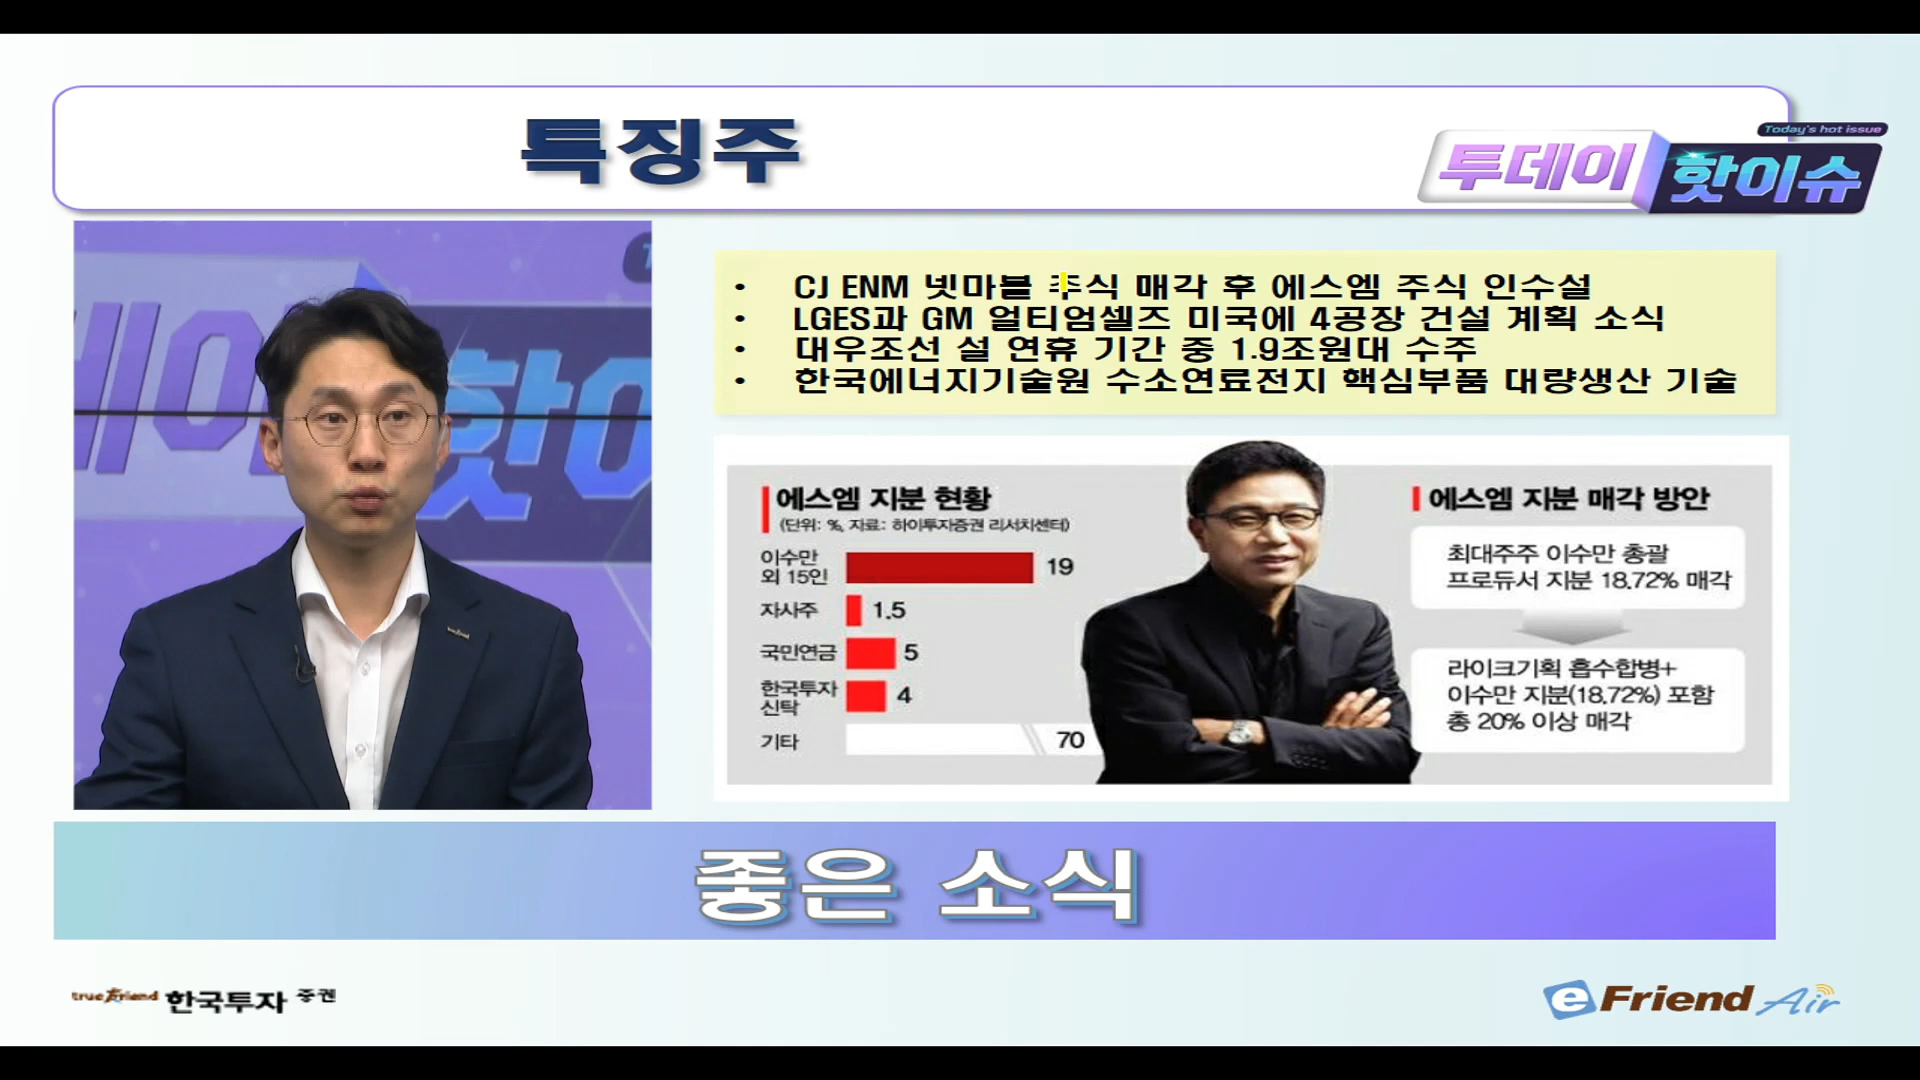 특징주
Today's hot issue
투데이 핫이슈
• CJ ENM 넷마블 주식 매각 후 에스엠 주식 인수설
• LGES과 GM 얼티엄셀즈 미국에 4공장 건설 계획 소식
• 대우조선 설 연휴 기간 중 1.9조원대 수주
• 한국에너지기술원 수소연료전지 핵심부품 대량생산 기술
데이
핫이
에스엠 지분 현황
(단위: %, 자료: 하이투자증권 리서치센터)
이수만
외 15인
19
자사주
1.5
국민연금
5
한국투자
신탁
4
기타
70
에스엠 지분 매각 방안
최대주주 이수만 총괄
프로듀서 지분 18.72% 매각
라이크기획 흡수합병+
이수만 지분(18.72%) 포함
총 20% 이상 매각
좋은 소식
true friend 한국투자 증권
eFriend Air